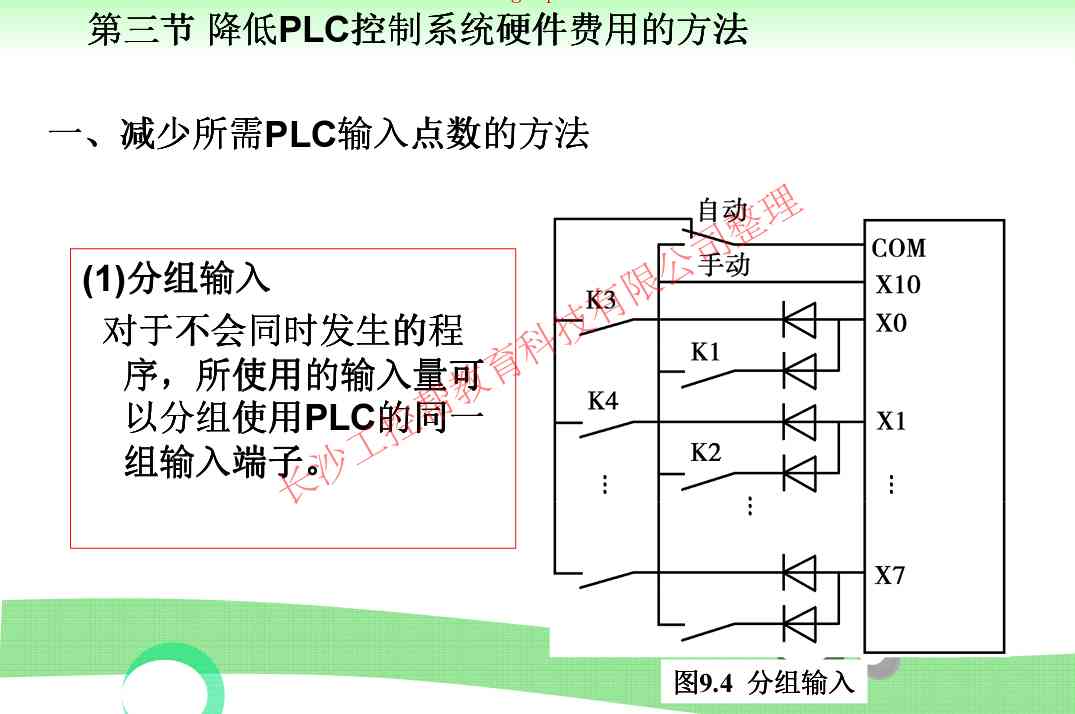 第三节 降低PLC控制系统硬件费用的方法
一、减少所需PLC输入点数的方法
(1)分组输入
对于不会同时发生的程
序，所使用的输入量可
以分组使用PLC的同一
组输入端子。
自动
手动
COM
X10
K3
X0
K1
K4
X1
K2
⋮
⋮
⋮
X7
图9.4 分组输入
长沙工控帮教育科技有限公司整理